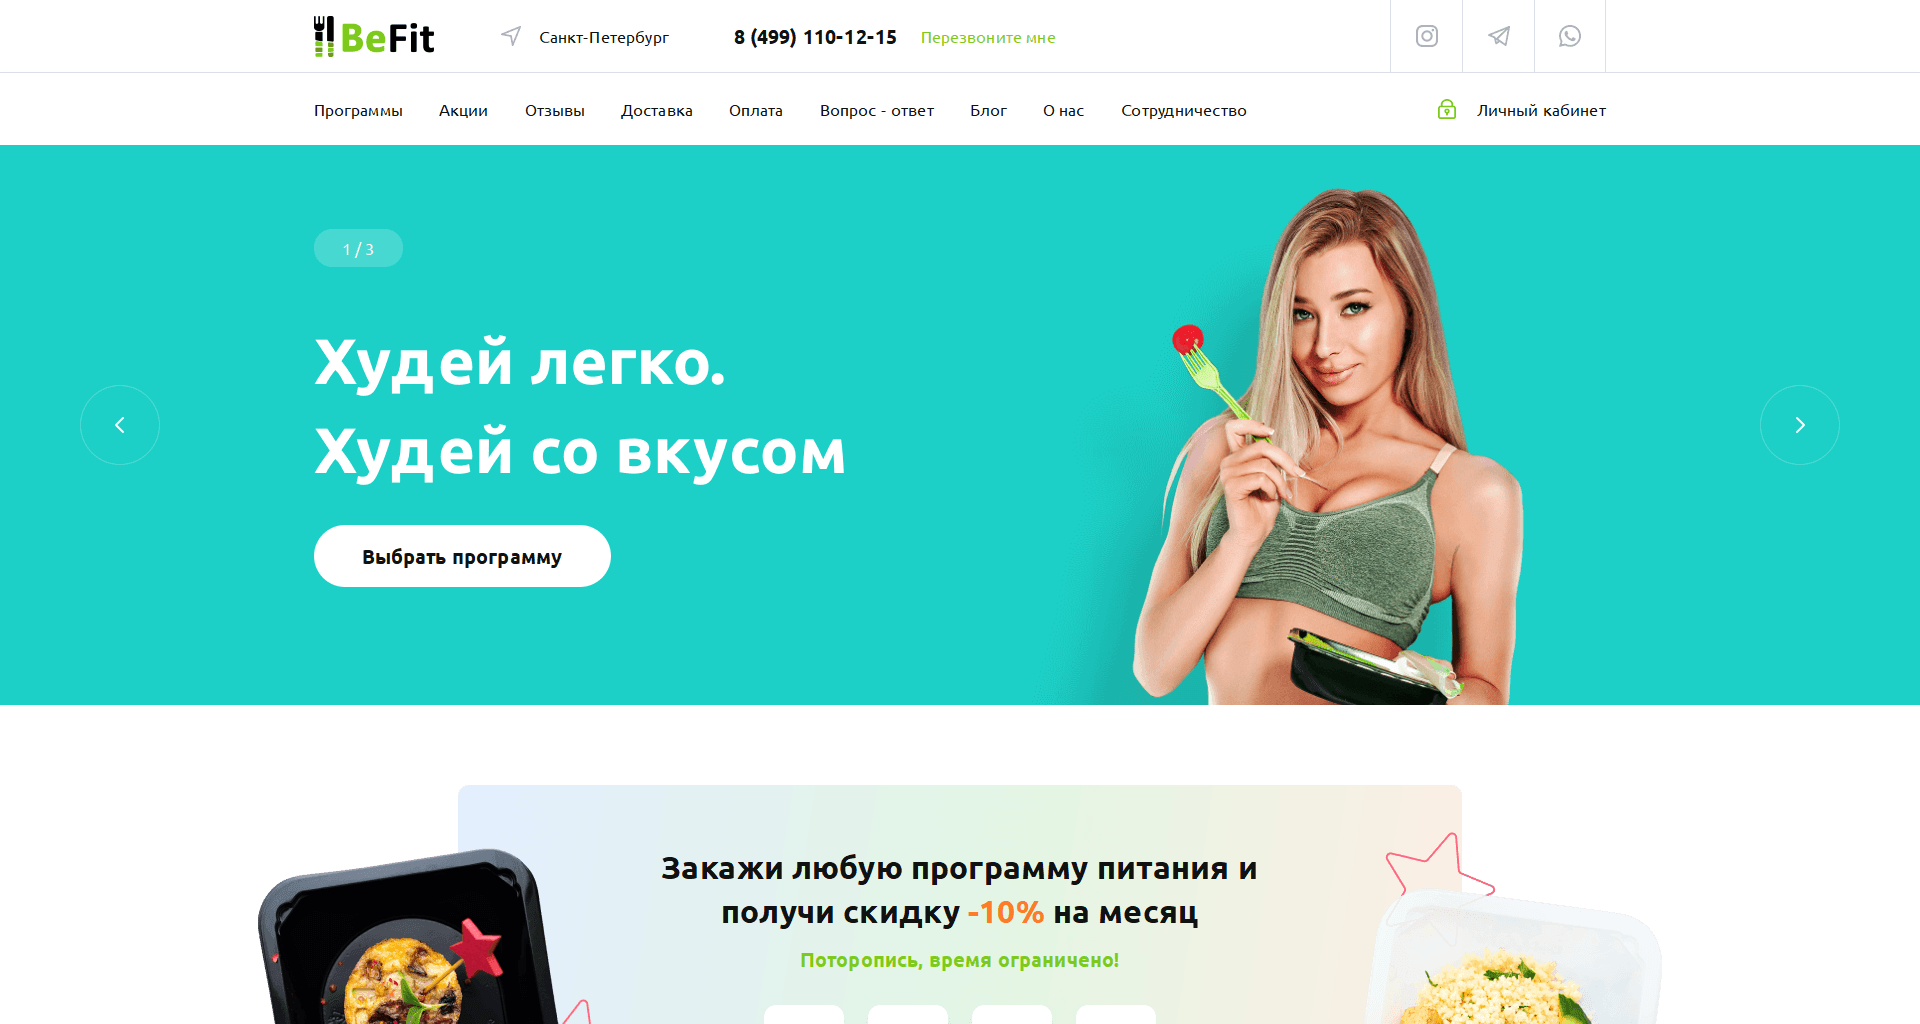 BeFit
Санкт-Петербург
8 (499) 110-12-15
Перезвоните мне
Программы
Акции
Отзывы
Доставка
Оплата
Вопрос - ответ
Блог
О нас
Сотрудничество
Личный кабинет
1 / 3
Худей легко.
Худей со вкусом
Выбрать программу
Закажи любую программу питания и
получи скидку -10% на месяц
Поторопись, время ограничено!